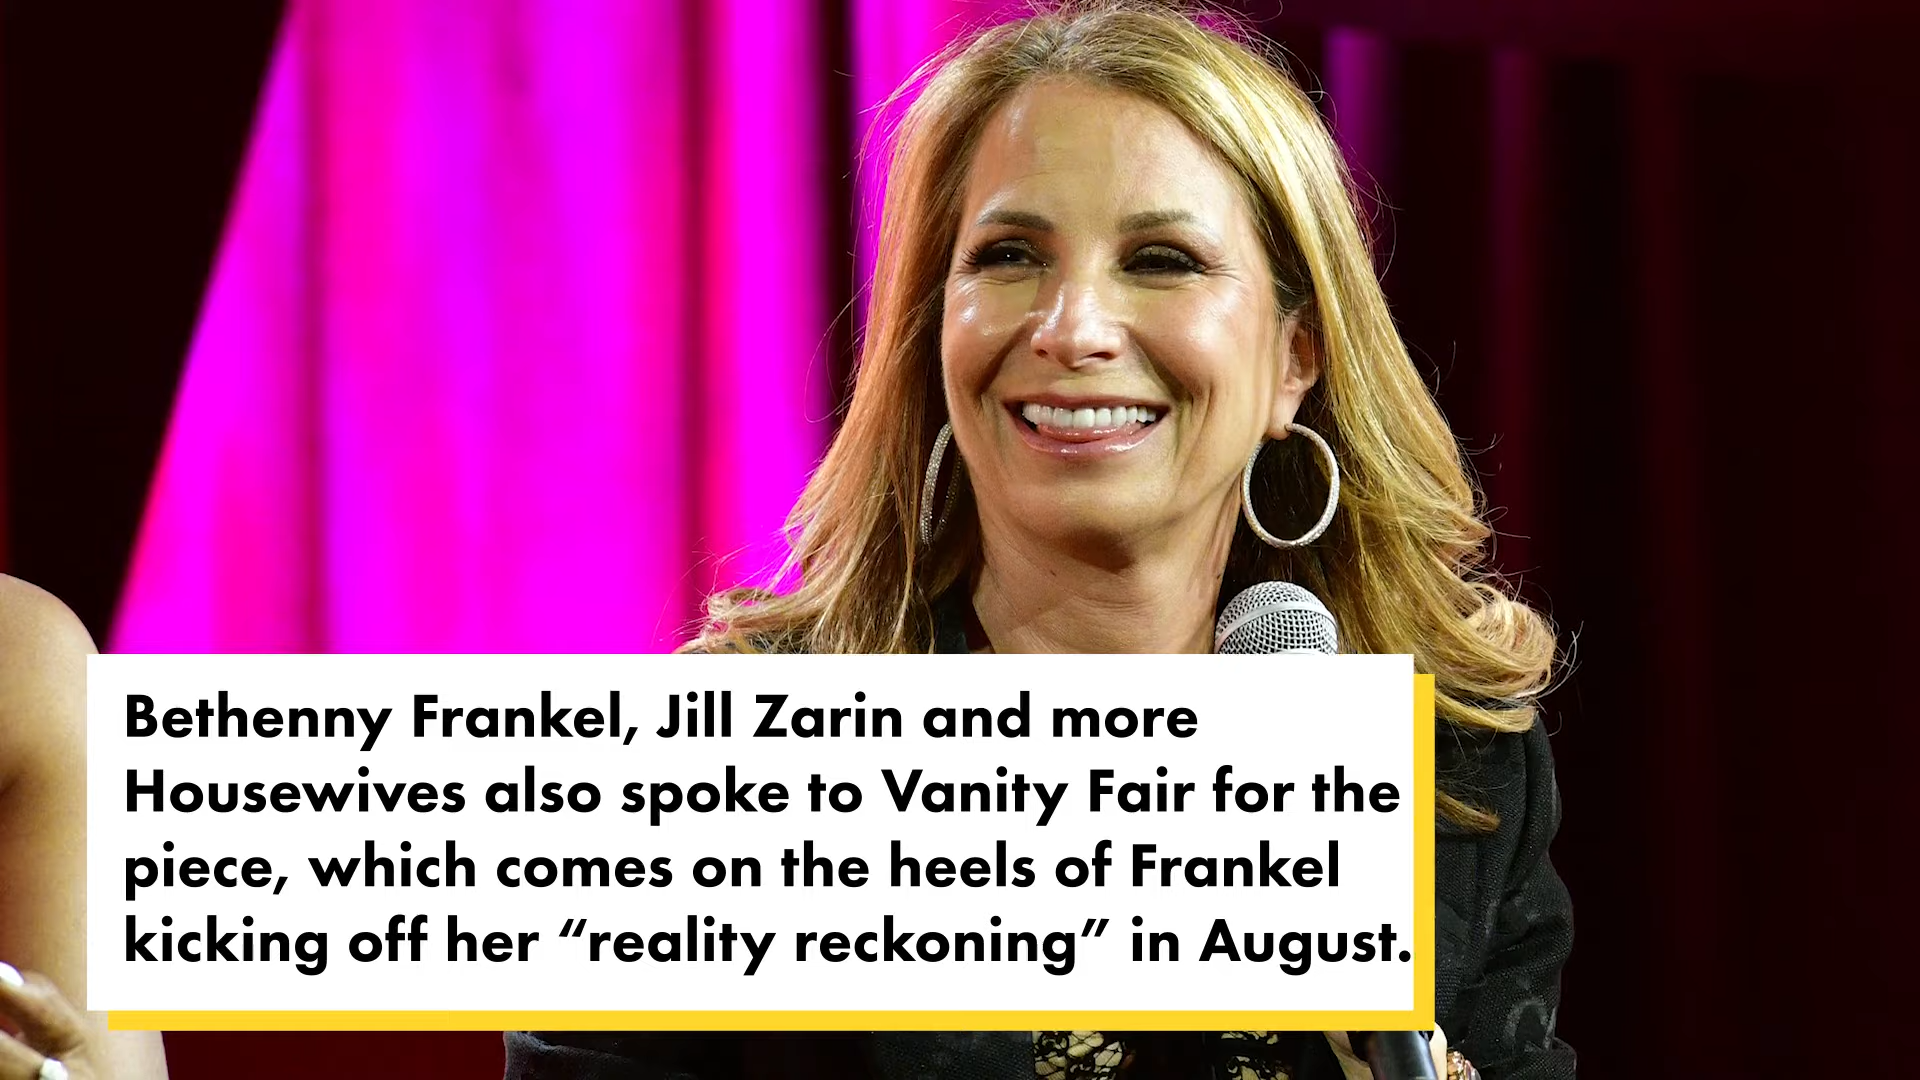 Bethenny Frankel, Jill Zarin and more
Housewives also spoke to Vanity Fair for the
piece, which comes on the heels of Frankel
kicking off her “reality reckoning” in August.